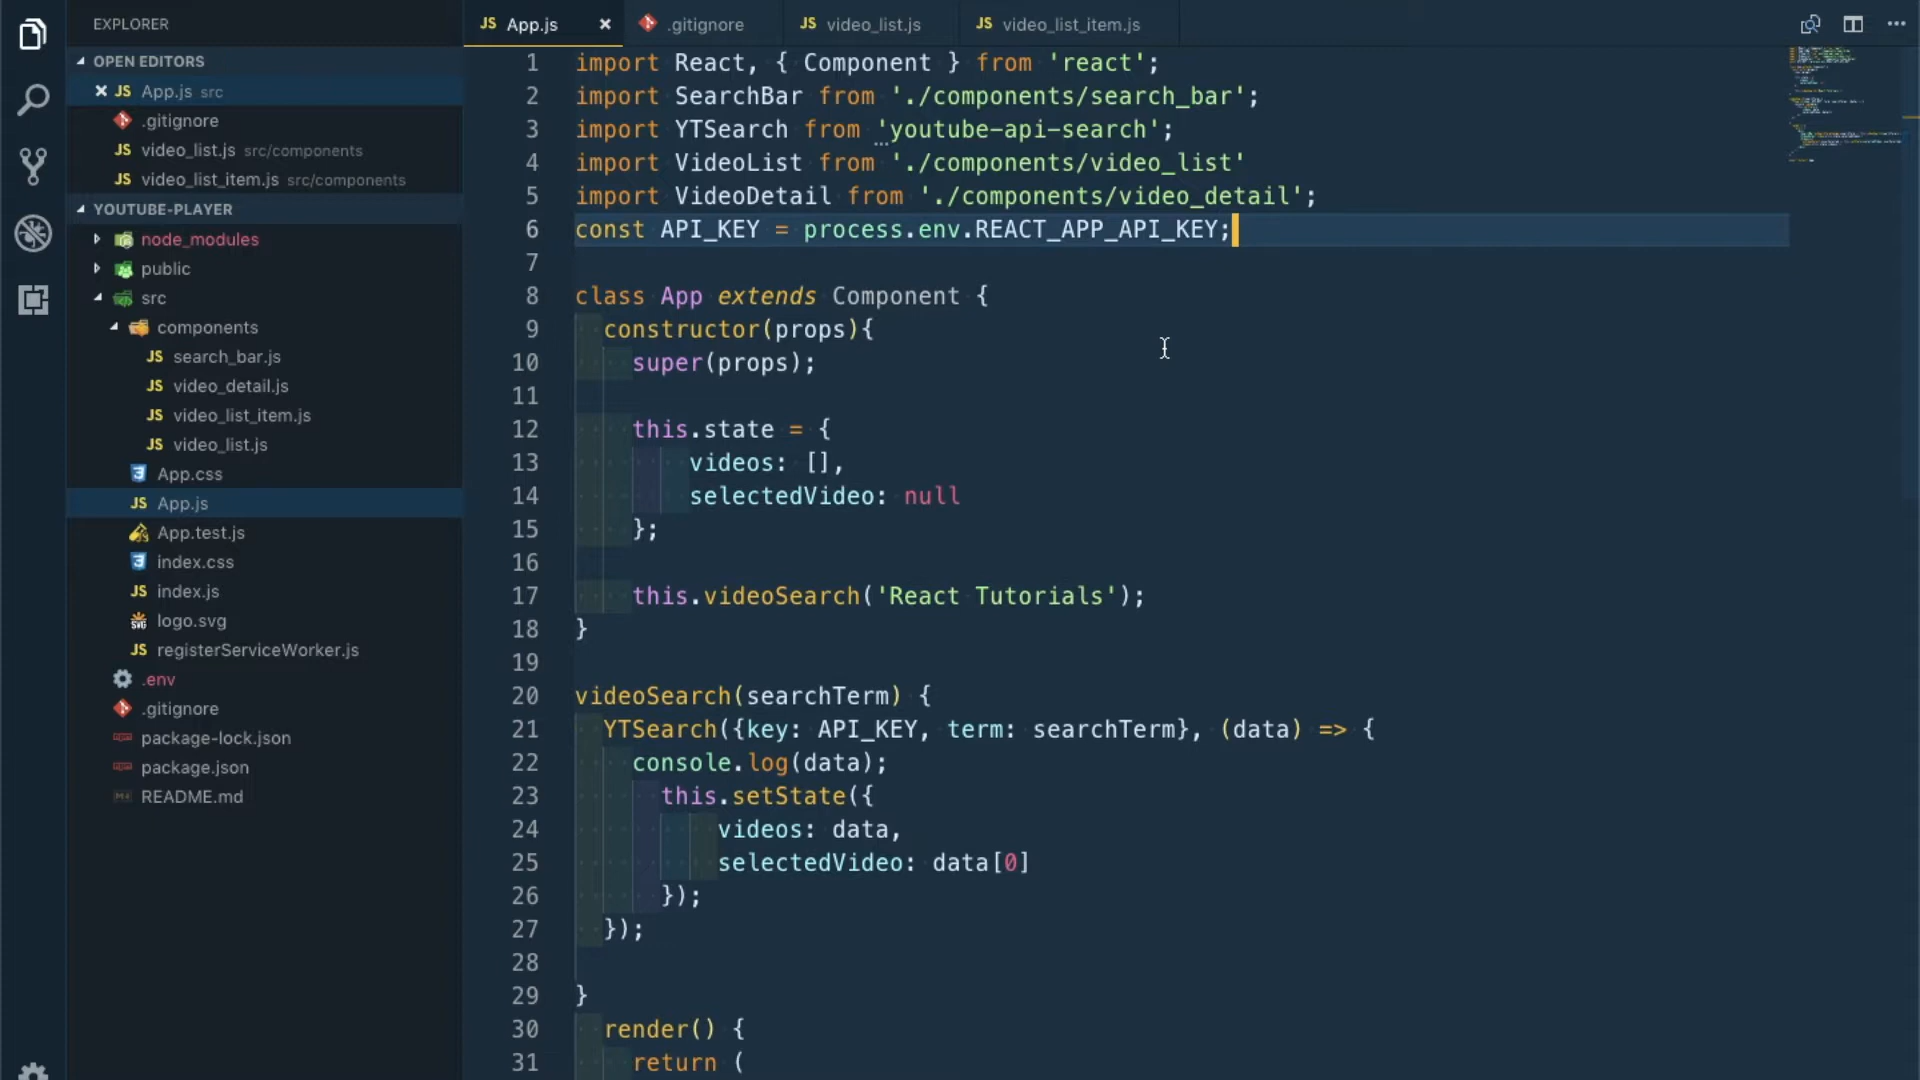 EXPLORER
OPEN EDITORS
JS App.js src
.gitignore
JS video_list.js src/components
JS video_list_item.js src/components
YOUTUBE-PLAYER
node_modules
public
src
components
JS search_bar.js
JS video_detail.js
JS video_list_item.js
JS video_list.js
App.css
JS App.js
App.test.js
index.css
JS index.js
logo.svg
JS registerServiceWorker.js
.env
.gitignore
package-lock.json
package.json
README.md
JS App.js
.gitignore
JS video_list.js
JS video_list_item.js
1 import React, { Component } from 'react';
2 import SearchBar from './components/search_bar';
3 import YTSearch from 'youtube-api-search';
4 import VideoList from './components/video_list'
5 import VideoDetail from './components/video_detail';
6 const API_KEY = process.env.REACT_APP_API_KEY;
7
8 class App extends Component {
9 constructor(props){
10 super(props);
11
12 this.state = {
13 videos: [],
14 selectedVideo: null
15 };
16
17 this.videoSearch('React Tutorials');
18 }
19
20 videoSearch(searchTerm) {
21 YTSearch({key: API_KEY, term: searchTerm}, (data) => {
22 console.log(data);
23 this.setState({
24 videos: data,
25 selectedVideo: data[0]
26 });
27 });
28
29 }
30 render() {
31 return (